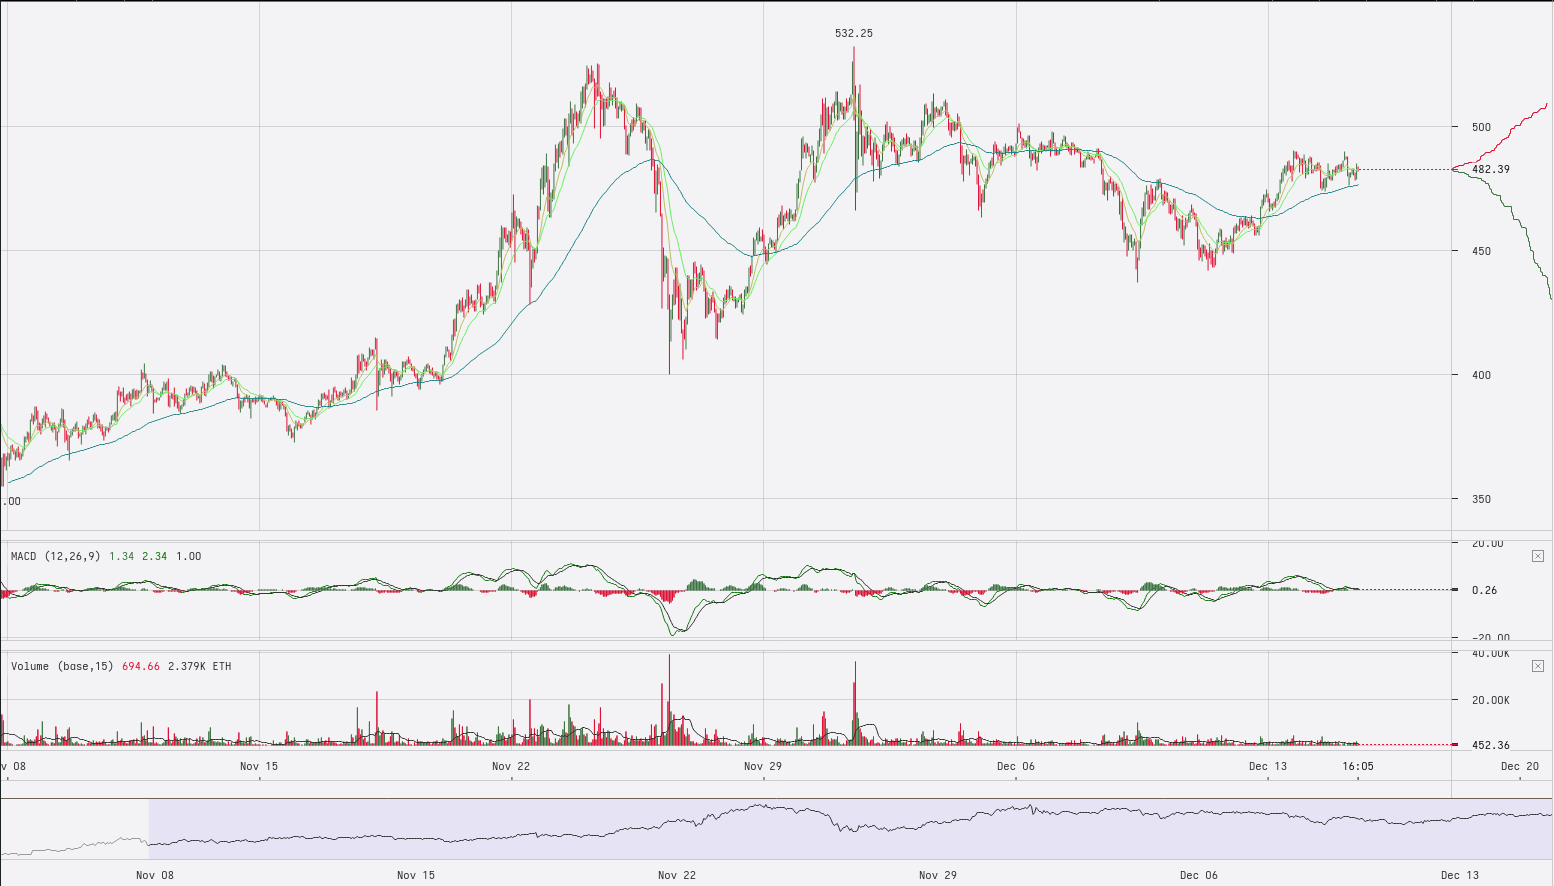 532.25
500
482.39
450
400
350
.00
MACD (12,26,9) 1.34 2.34 1.00
20.00
0.26
-20.00
Volume (base,15) 694.66 2.379K ETH
40.00K
20.00K
452.36
v 08 Nov 15 Nov 22 Nov 29 Dec 06 Dec 13 16:05 Dec 20
Nov 08 Nov 15 Nov 22 Nov 29 Dec 06 Dec 13